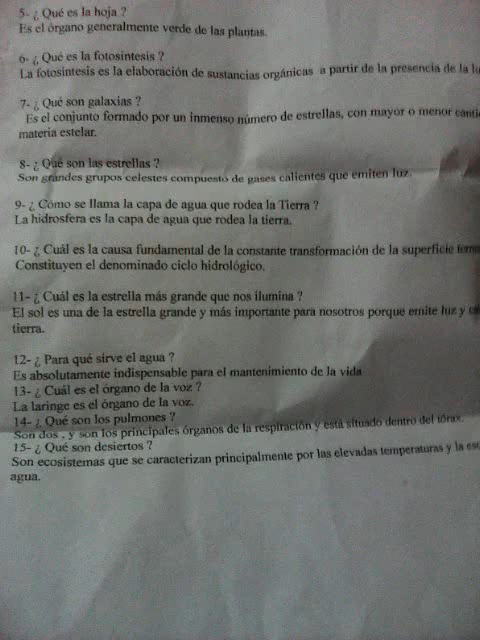 5- ¿ Qué es la hoja ?
Es el órgano generalmente verde de las plantas.
6- ¿ Qué es la fotosíntesis ?
La fotosíntesis es la elaboración de sustancias orgánicas a partir de la presencia de la
7- ¿ Qué son galaxias ?
Es el conjunto formado por un inmenso número de estrellas, con mayor o menor
materia estelar.
8- ¿ Qué son las estrellas ?
Son grandes grupos celestes compuesto de gases calientes que emiten luz.
9- ¿ Cómo se llama la capa de agua que rodea la Tierra ?
La hidrosfera es la capa de agua que rodea la tierra.
10- ¿ Cuál es la causa fundamental de la constante transformación de la superficie
Constituyen el denominado ciclo hidrológico.
11- ¿ Cuál es la estrella más grande que nos ilumina ?
El sol es una de la estrella grande y más importante para nosotros porque emite luz y
tierra.
12- ¿ Para qué sirve el agua ?
Es absolutamente indispensable para el mantenimiento de la vida
13- ¿ Cuál es el órgano de la voz ?
La laringe es el órgano de la voz.
14- ¿ Qué son los pulmones ?
Son dos , y son los principales órganos de la respiración y está situado dentro del tórax.
15- ¿ Qué son desiertos ?
Son ecosistemas que se caracterizan principalmente por las elevadas temperaturas y la
agua.